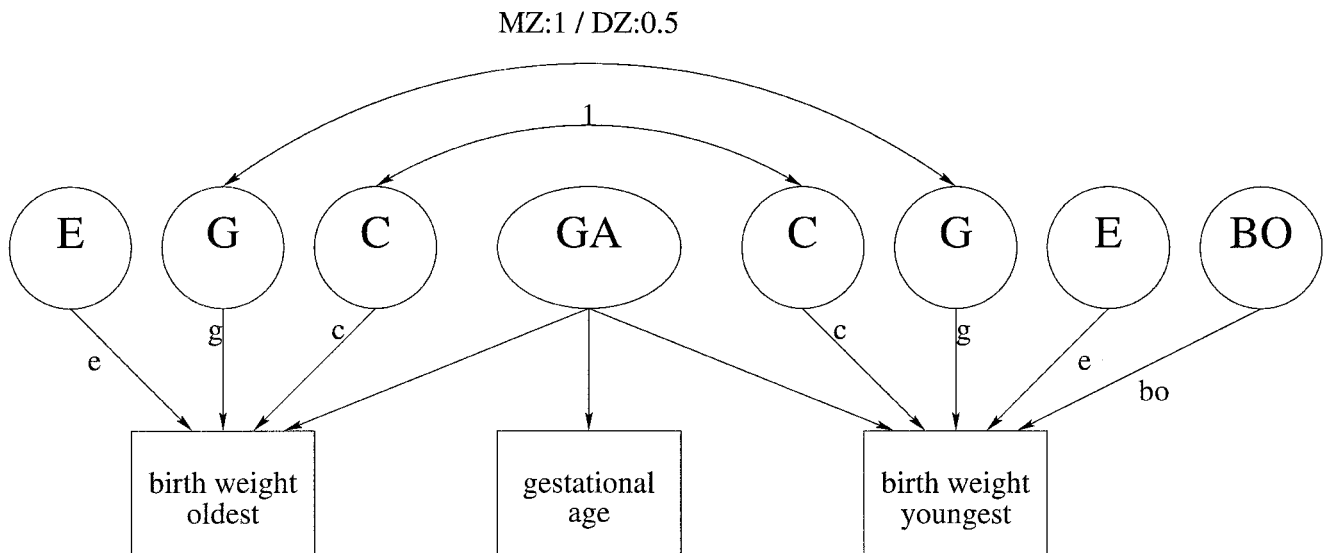 MZ:1 / DZ:0.5
1
E G C GA C G E BO
e g c c g e bo
birth weight oldest
gestational age
birth weight youngest